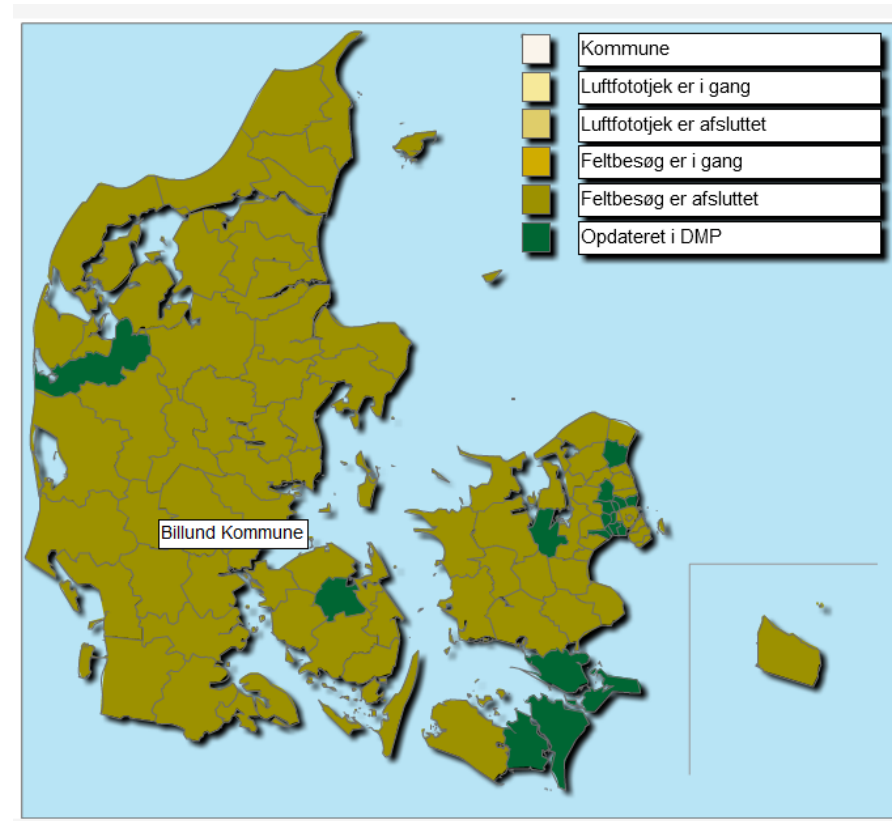 Kommune
Luftfototjek er i gang
Luftfototjek er afsluttet
Feltbesøg er i gang
Feltbesøg er afsluttet
Opdateret i DMP
Billund Kommune